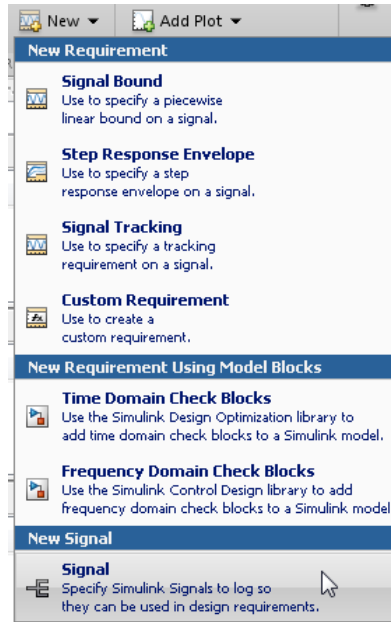 New Add Plot
New Requirement
Signal Bound
Use to specify a piecewise
linear bound on a signal.
Step Response Envelope
Use to specify a step
response envelope on a signal.
Signal Tracking
Use to specify a tracking
requirement on a signal.
Custom Requirement
Use to create a
custom requirement.
New Requirement Using Model Blocks
Time Domain Check Blocks
Use the Simulink Design Optimization library to
add time domain check blocks to a Simulink model.
Frequency Domain Check Blocks
Use the Simulink Control Design library to add
frequency domain check blocks to a Simulink model
New Signal
Signal
Specify Simulink Signals to log so
they can be used in design requirements.